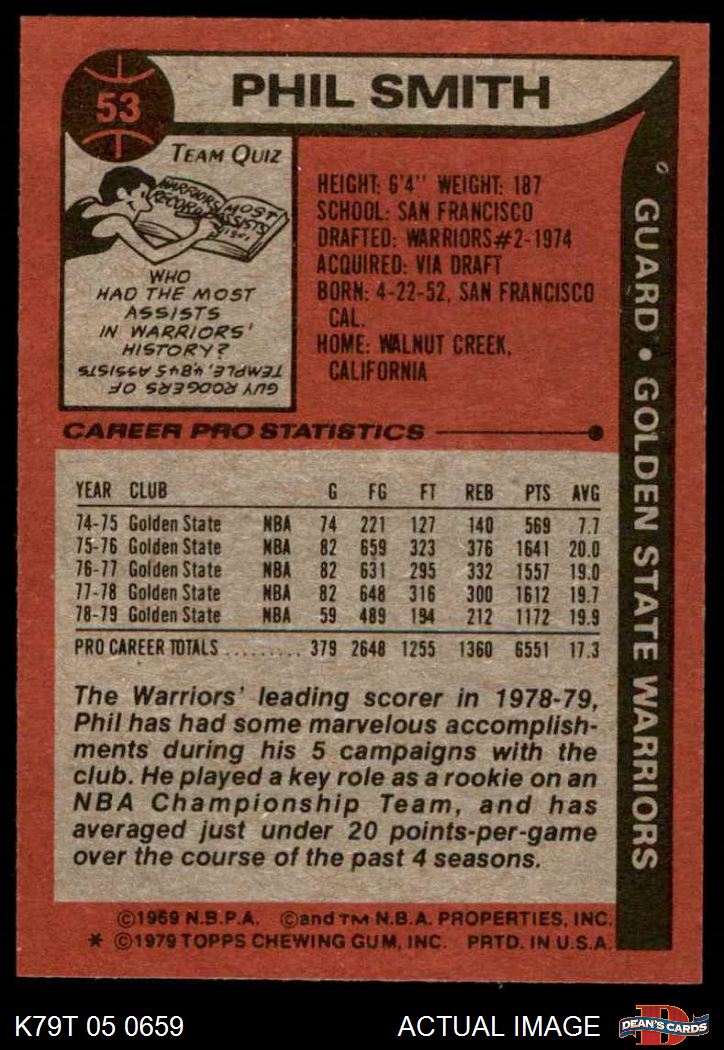 53
PHIL SMITH
TEAM QUIZ
WARRIORS RECORD
MOST ASSISTS
WHO
HAD THE MOST
ASSISTS
IN WARRIORS'
HISTORY?
GUY RODGERS OF
TEMPLE, 4845 ASSISTS
HEIGHT: 6'4" WEIGHT: 187
SCHOOL: SAN FRANCISCO
DRAFTED: WARRIORS#2-1974
ACQUIRED: VIA DRAFT
BORN: 4-22-52, SAN FRANCISCO
CAL.
HOME: WALNUT CREEK,
CALIFORNIA
GUARD • GOLDEN STATE WARRIORS
CAREER PRO STATISTICS
YEAR CLUB G FG FT REB PTS AVG
74-75 Golden State NBA 74 221 127 140 569 7.7
75-76 Golden State NBA 82 659 323 376 1641 20.0
76-77 Golden State NBA 82 631 295 332 1557 19.0
77-78 Golden State NBA 82 648 316 300 1612 19.7
78-79 Golden State NBA 59 489 194 212 1172 19.9
PRO CAREER TOTALS ......... 379 2648 1255 1360 6551 17.3
The Warriors' leading scorer in 1978-79,
Phil has had some marvelous accomplish-
ments during his 5 campaigns with the
club. He played a key role as a rookie on an
NBA Championship Team, and has
averaged just under 20 points-per-game
over the course of the past 4 seasons.
©1969 N.B.P.A. ©and TM N.B.A. PROPERTIES, INC.
* ©1979 TOPPS CHEWING GUM, INC. PRTD. IN U.S.A.
K79T 05 0659 ACTUAL IMAGE
D
DEAN'S CARDS